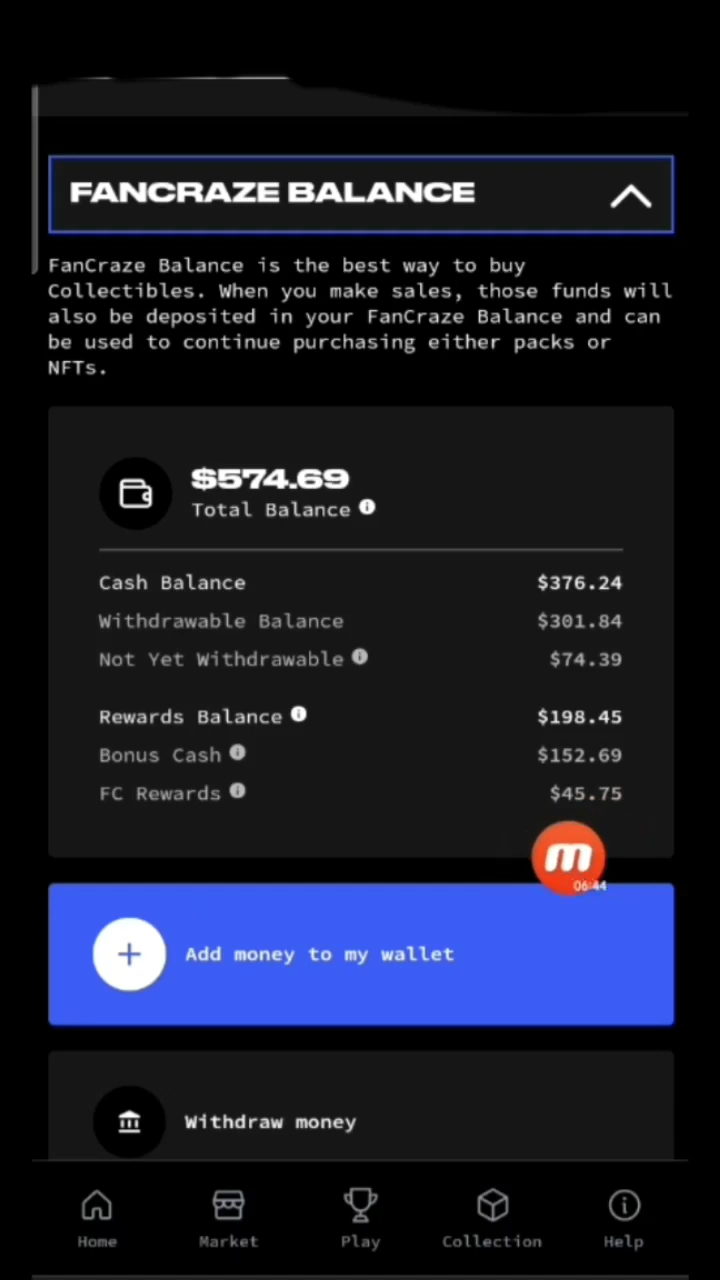 FANCRAZE BALANCE
FanCraze Balance is the best way to buy
Collectibles. When you make sales, those funds will
also be deposited in your FanCraze Balance and can
be used to continue purchasing either packs or
NFTs.
$574.69
Total Balance
Cash Balance $376.24
Withdrawable Balance $301.84
Not Yet Withdrawable $74.39
Rewards Balance $198.45
Bonus Cash $152.69
FC Rewards $45.75
06:44
Add money to my wallet
Withdraw money
Home Market Play Collection Help